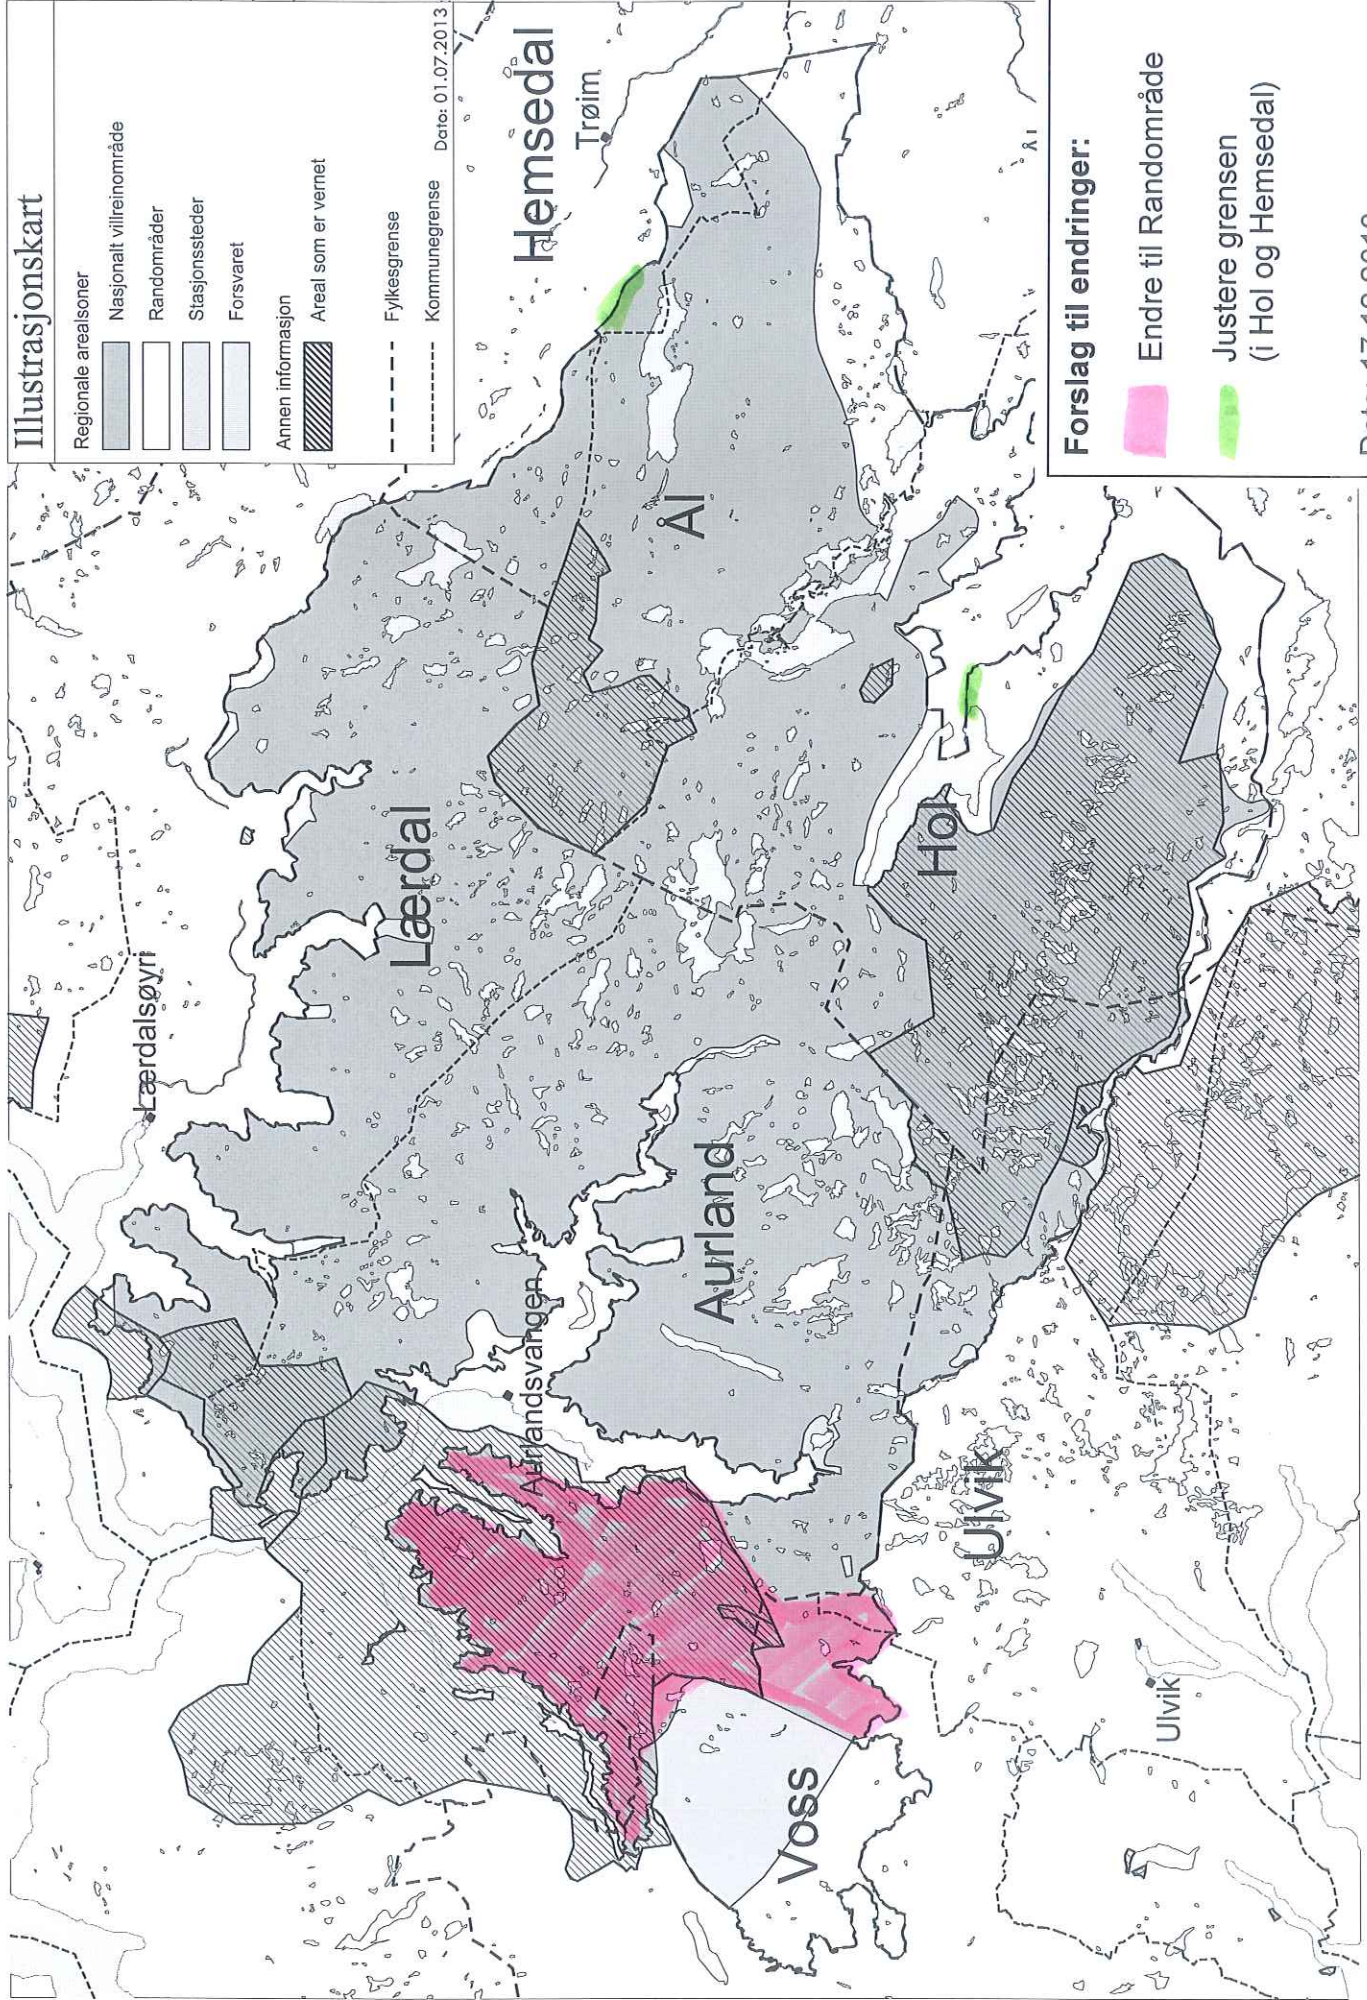 Illustrasjonskart
Regionale arealsoner
Nasjonalt villreinområde
Randområder
Stasjonssteder
Forsvaret
Annen informasjon
Areal som er vernet
Fylkesgrense
Kommunegrense
Dato: 01.07.2013
Hemsedal
Trøim
Ål
Ål
Lærdal
Lærdalsøyri
Hol
Aurland
Aurlandsvangen
Ulvik
Ulvik
Voss
Forslag til endringer:
Endre til Randområde
Justere grensen
(i Hol og Hemsedal)